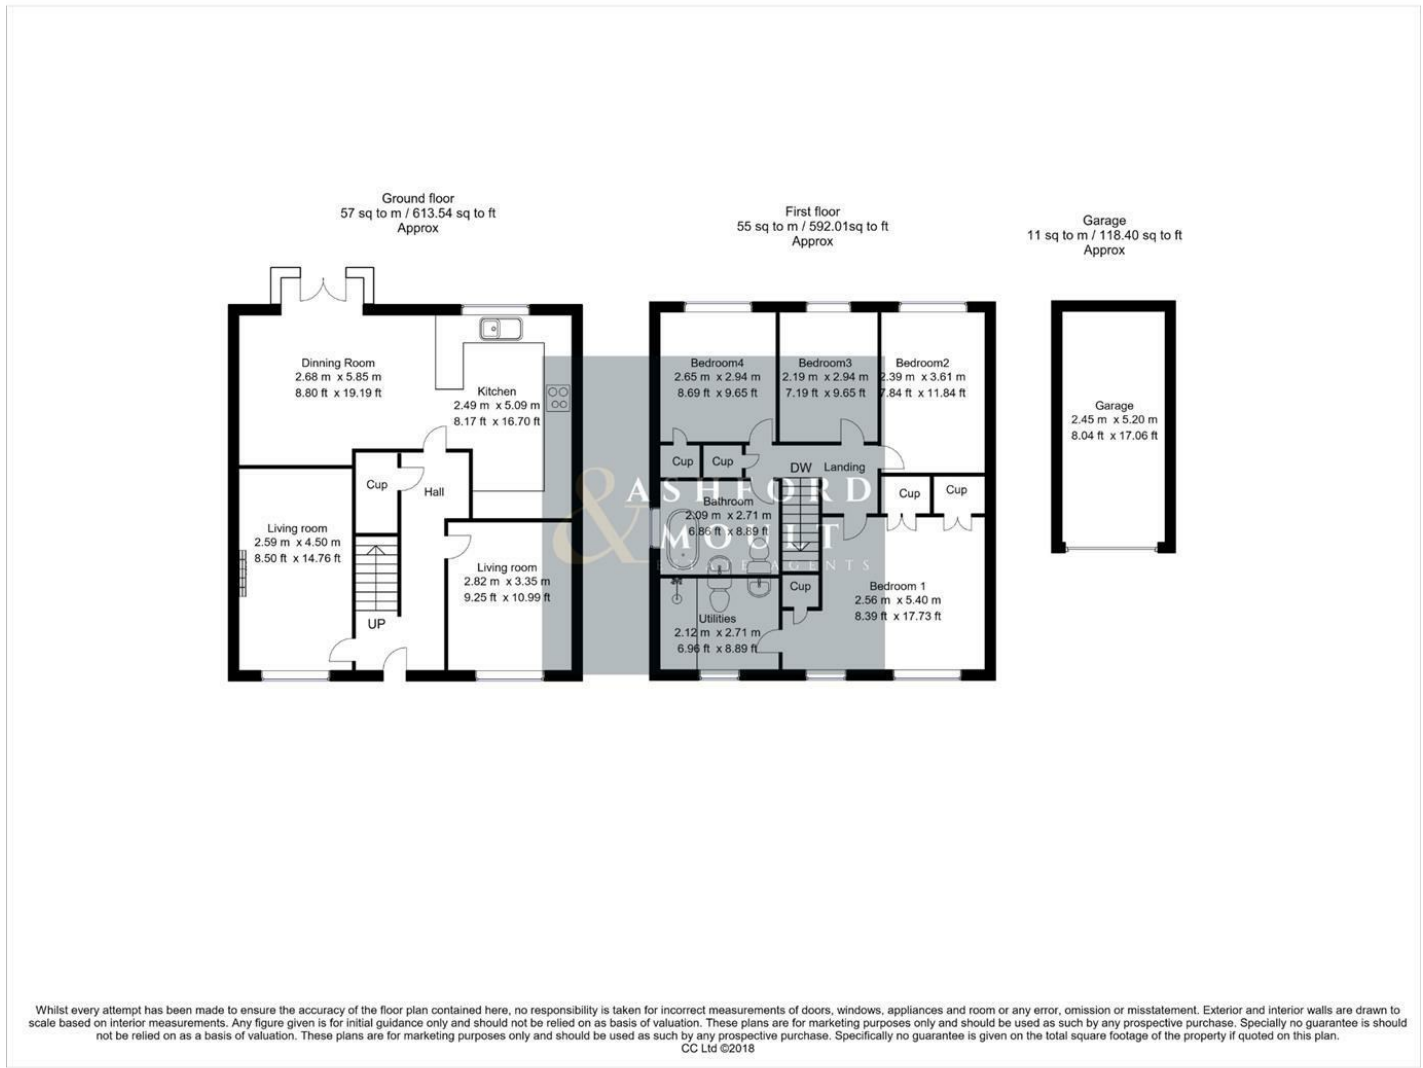 Ground floor
57 sq to m / 613.54 sq to ft
Approx
First floor
55 sq to m / 592.01sq to ft
Approx
Garage
11 sq to m / 118.40 sq to ft
Approx
Dinning Room
2.68 m x 5.85 m
8.80 ft x 19.19 ft
Kitchen
2.49 m x 5.09 m
8.17 ft x 16.70 ft
Cup
Hall
Living room
2.59 m x 4.50 m
8.50 ft x 14.76 ft
Living room
2.82 m x 3.35 m
9.25 ft x 10.99 ft
UP
Bedroom4
2.65 m x 2.94 m
8.69 ft x 9.65 ft
Bedroom3
2.19 m x 2.94 m
7.19 ft x 9.65 ft
Bedroom2
2.39 m x 3.61 m
7.84 ft x 11.84 ft
Cup
Cup
DW
Landing
Cup
Cup
Bathroom
2.09 m x 2.71 m
6.86 ft x 8.89 ft
& ASHFORD
MOULT
ESTATE AGENTS
Cup
Bedroom 1
2.56 m x 5.40 m
8.39 ft x 17.73 ft
Utilities
2.12 m x 2.71 m
6.96 ft x 8.89 ft
Garage
2.45 m x 5.20 m
8.04 ft x 17.06 ft
Whilst every attempt has been made to ensure the accuracy of the floor plan contained here, no responsibility is taken for incorrect measurements of doors, windows, appliances and room or any error, omission or misstatement. Exterior and interior walls are drawn to
scale based on interior measurements. Any figure given is for initial guidance only and should not be relied on as basis of valuation. These plans are for marketing purposes only and should be used as such by any prospective purchase. Specially no guarantee is should
not be relied on as a basis of valuation. These plans are for marketing purposes only and should be used as such by any prospective purchase. Specifically no guarantee is given on the total square footage of the property if quoted on this plan.
CC Ltd ©2018